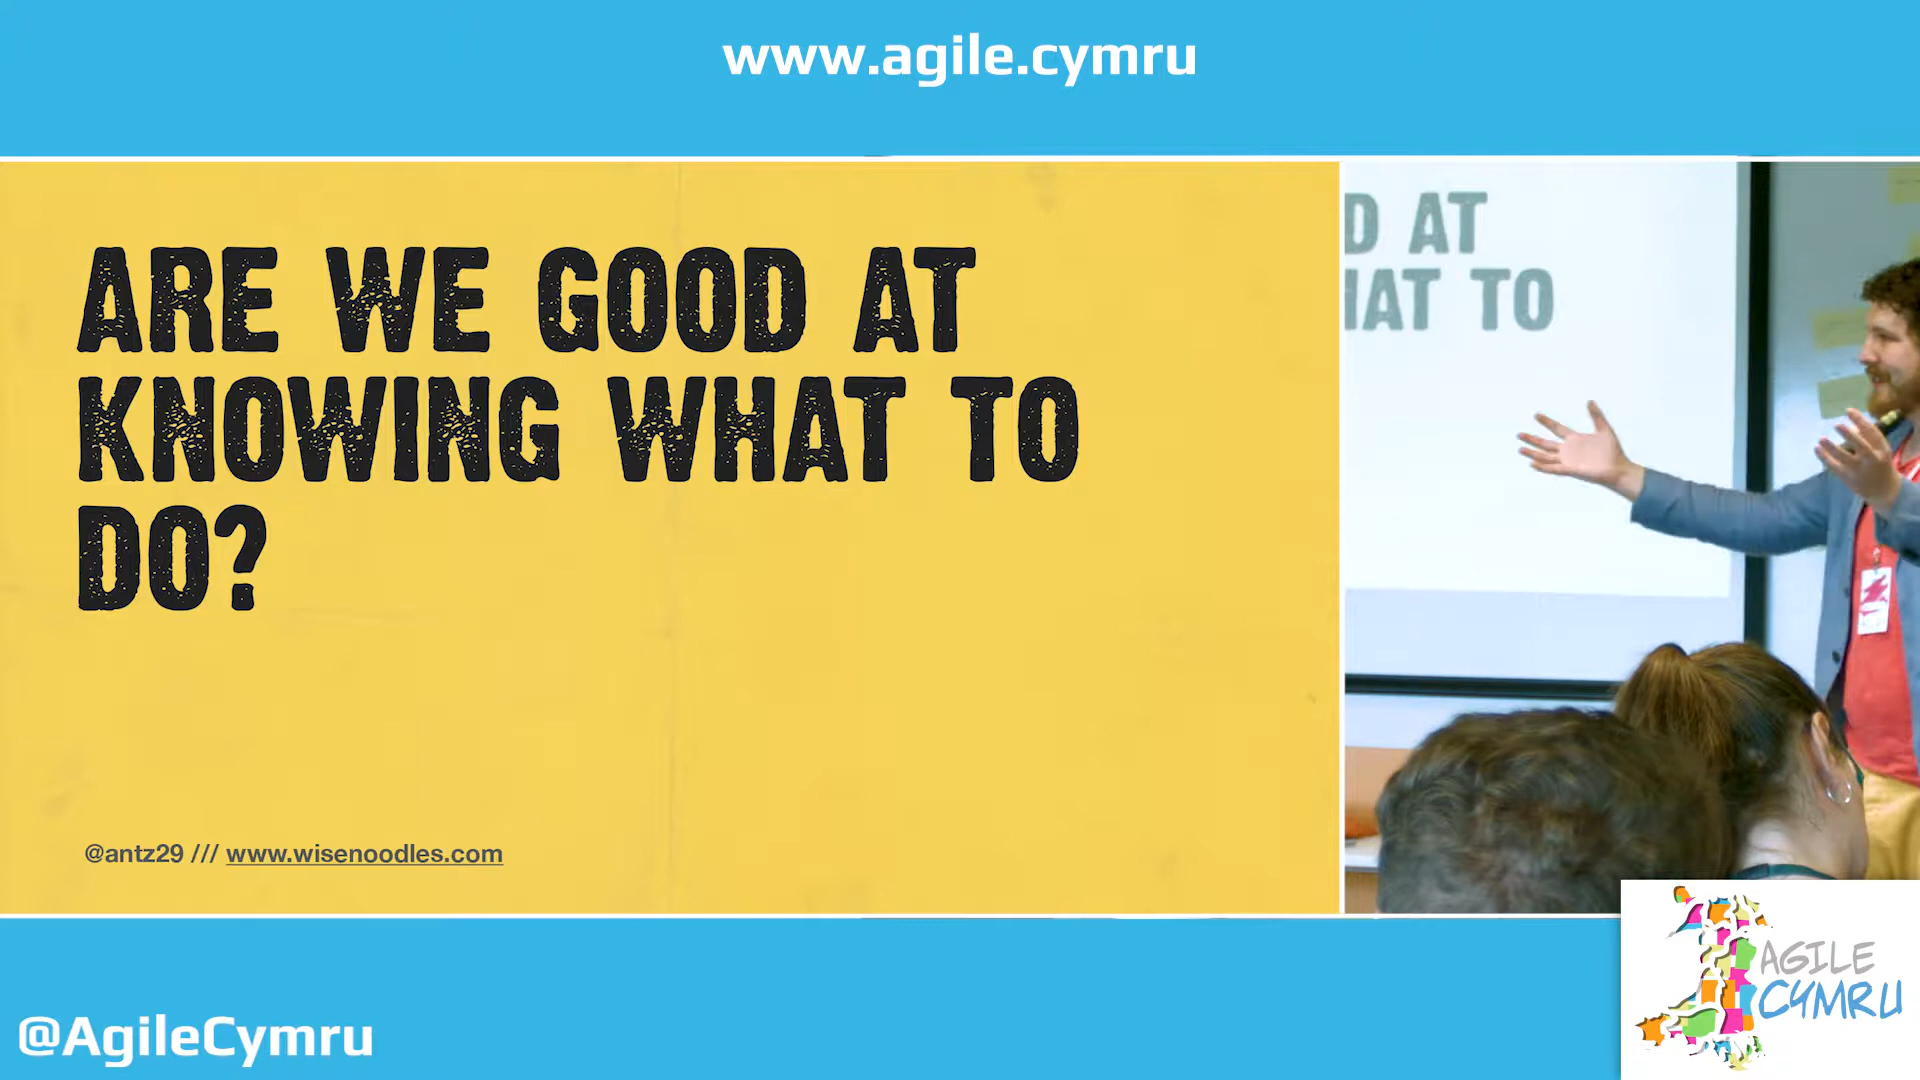 www.agile.cymru
ARE WE GOOD AT
KNOWING WHAT TO
DO?
@antz29 /// www.wisenoodles.com
D AT
HAT TO
@AgileCymru
AGILE
CYMRU